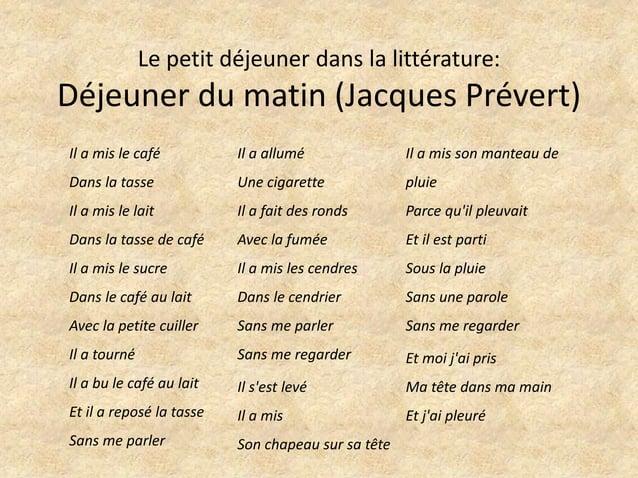 Le petit déjeuner dans la littérature:
Déjeuner du matin (Jacques Prévert)
Il a mis le café
Dans la tasse
Il a mis le lait
Dans la tasse de café
Il a mis le sucre
Dans le café au lait
Avec la petite cuiller
Il a tourné
Il a bu le café au lait
Et il a reposé la tasse
Sans me parler
Il a allumé
Une cigarette
Il a fait des ronds
Avec la fumée
Il a mis les cendres
Dans le cendrier
Sans me parler
Sans me regarder
Il s'est levé
Il a mis
Son chapeau sur sa tête
Il a mis son manteau de
pluie
Parce qu'il pleuvait
Et il est parti
Sous la pluie
Sans une parole
Sans me regarder
Et moi j'ai pris
Ma tête dans ma main
Et j'ai pleuré